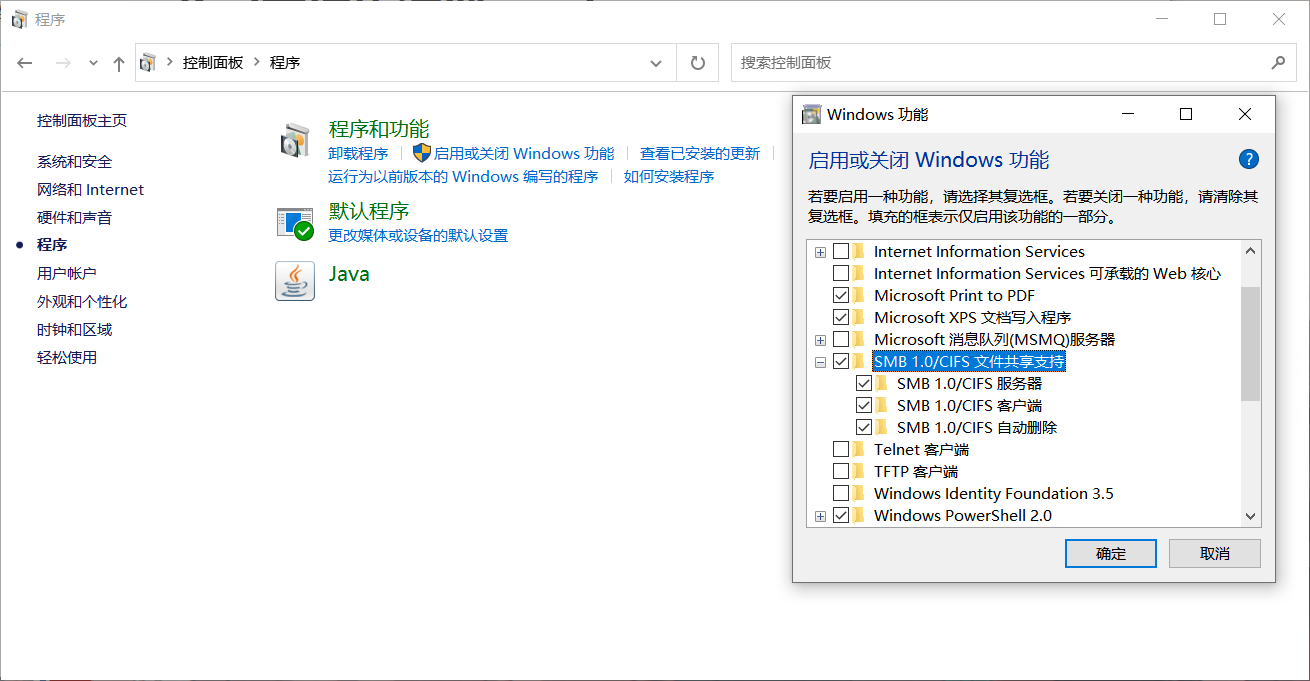 程序
控制面板 程序
搜索控制面板
控制面板主页
系统和安全
网络和 Internet
硬件和声音
程序
用户帐户
外观和个性化
时钟和区域
轻松使用
程序和功能
卸载程序 启用或关闭 Windows 功能 查看已安装的更新
运行为以前版本的 Windows 编写的程序 如何安装程序
默认程序
更改媒体或设备的默认设置
Java
Windows 功能
启用或关闭 Windows 功能
若要启用一种功能，请选择其复选框。若要关闭一种功能，请清除其
复选框。填充的框表示仅启用该功能的一部分。
Internet Information Services
Internet Information Services 可承载的 Web 核心
Microsoft Print to PDF
Microsoft XPS 文档写入程序
Microsoft 消息队列(MSMQ)服务器
SMB 1.0/CIFS 文件共享支持
SMB 1.0/CIFS 服务器
SMB 1.0/CIFS 客户端
SMB 1.0/CIFS 自动删除
Telnet 客户端
TFTP 客户端
Windows Identity Foundation 3.5
Windows PowerShell 2.0
确定 取消